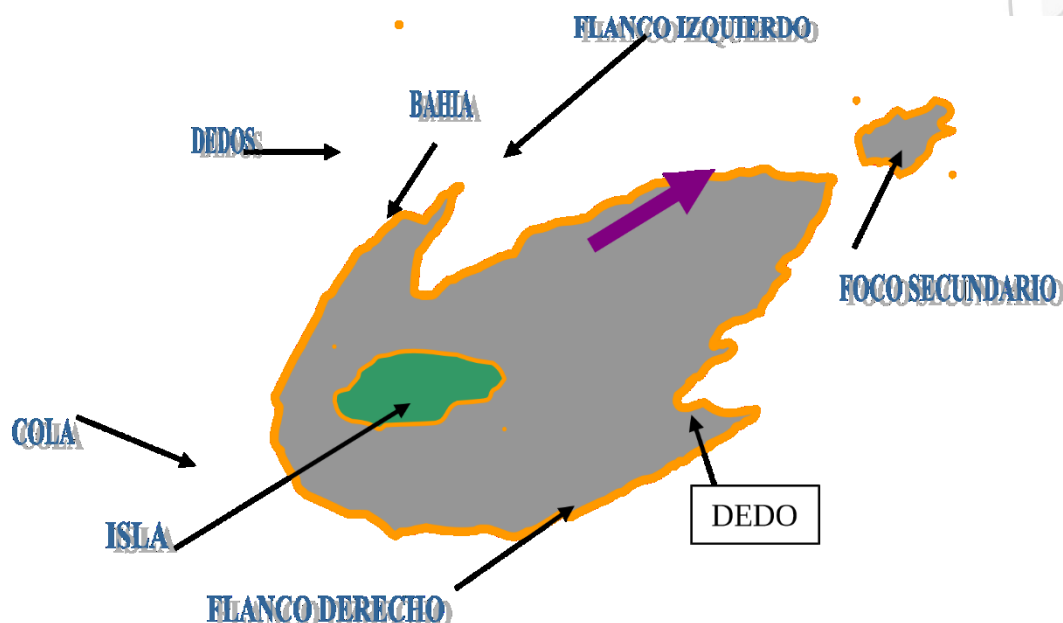 FLANCO IZQUIERDO
BAHIA
DEDOS
FOCO SECUNDARIO
COLA
DEDO
ISLA
FLANCO DERECHO